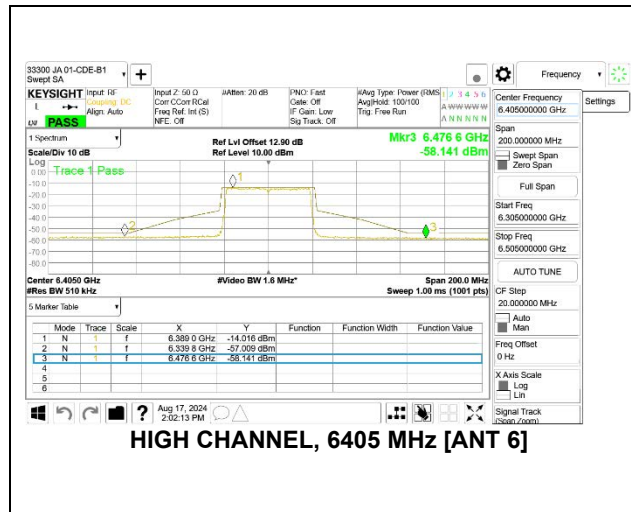 33300 JA 01-CDE-B1
Swept SA
Frequency
KEYSIGHT
Input: RF
Coupling: DC
Align: Auto
Input Z: 50 Ω
Corr CCorr RCal
Freq Ref: Int (S)
NFE: Off
#Atten: 20 dB
PNO: Fast
Gate: Off
IF Gain: Low
Sig Track: Off
#Avg Type: Power (RMS
Avg|Hold: 100/100
Trig: Free Run
1 2 3 4 5 6
A W W W W W
A N N N N N
L
PASS
Center Frequency
6.405000000 GHz
Settings
Span
200.000000 MHz
Swept Span
Zero Span
Full Span
Start Freq
6.305000000 GHz
Stop Freq
6.505000000 GHz
AUTO TUNE
CF Step
20.000000 MHz
Auto
Man
Freq Offset
0 Hz
X Axis Scale
Log
Lin
Signal Track
(Span Zoom)
1 Spectrum
Scale/Div 10 dB
Ref Lvl Offset 12.90 dB
Ref Level 10.00 dBm
Mkr3 6.476 6 GHz
-58.141 dBm
Log
Trace 1 Pass
0.00
-10.0
-20.0
-30.0
-40.0
-50.0
-60.0
-70.0
-80.0
1
2
3
Center 6.4050 GHz
#Res BW 510 kHz
#Video BW 1.6 MHz*
Span 200.0 MHz
Sweep 1.00 ms (1001 pts)
5 Marker Table
Mode Trace Scale X Y Function Function Width Function Value
1 N 1 f 6.389 0 GHz -14.016 dBm
2 N 1 f 6.339 8 GHz -57.009 dBm
3 N 1 f 6.476 6 GHz -58.141 dBm
4
5
6
?
Aug 17, 2024
2:02:13 PM
HIGH CHANNEL, 6405 MHz [ANT 6]